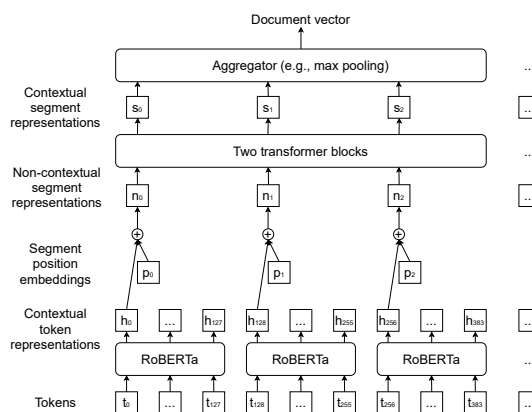 Document vector
Aggregator (e.g., max pooling) ...
Contextual
segment
representations
s0 s1 s2 ...
Two transformer blocks ...
Non-contextual
segment
representations
n0 n1 n2 ...
Segment
position
embeddings
p0 p1 p2
Contextual
token
representations
h0 ... h127 h128 ... h255 h256 ... h383 ...
RoBERTa RoBERTa RoBERTa ...
Tokens t0 ... t127 t128 ... t255 t256 ... t383 ...